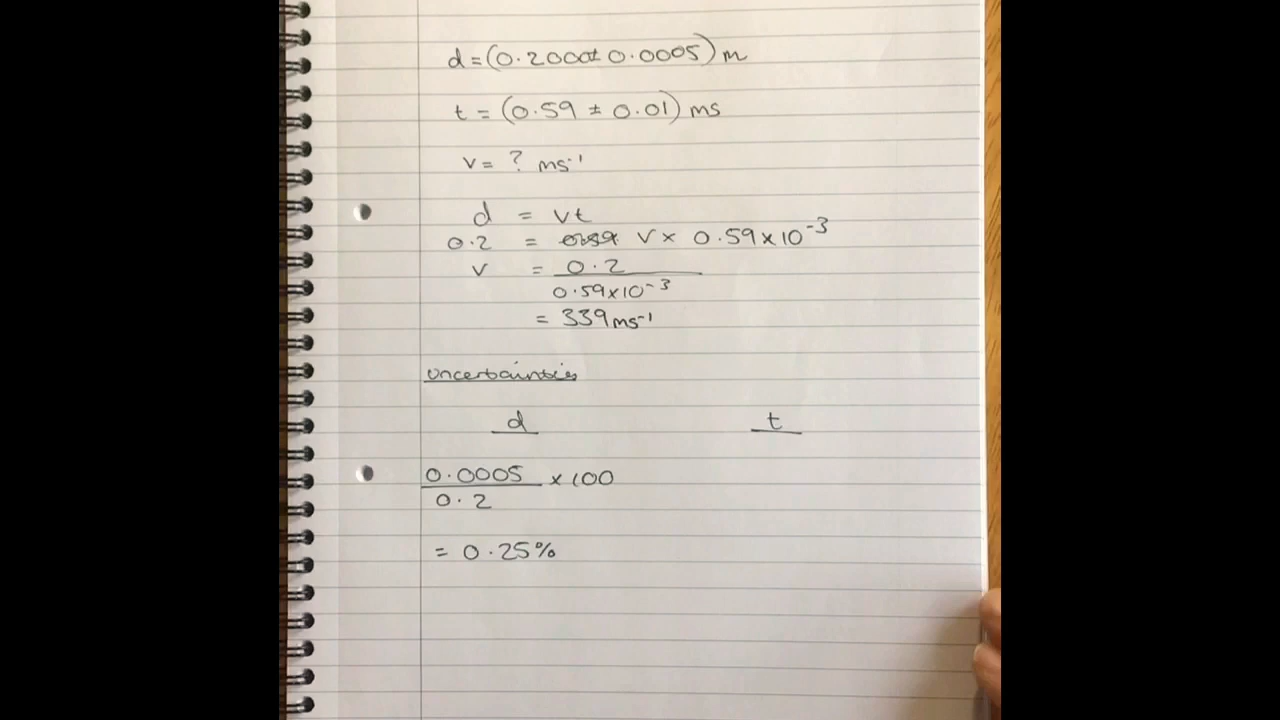 d = (0.200 ± 0.0005) m
t = (0.59 ± 0.01) ms
v = ? ms⁻¹
d = vt
0.2 = v × 0.59 × 10⁻³
v = 0.2
0.59 × 10⁻³
= 339 ms⁻¹
uncertainties
d t
0.0005 × 100
0.2
= 0.25%